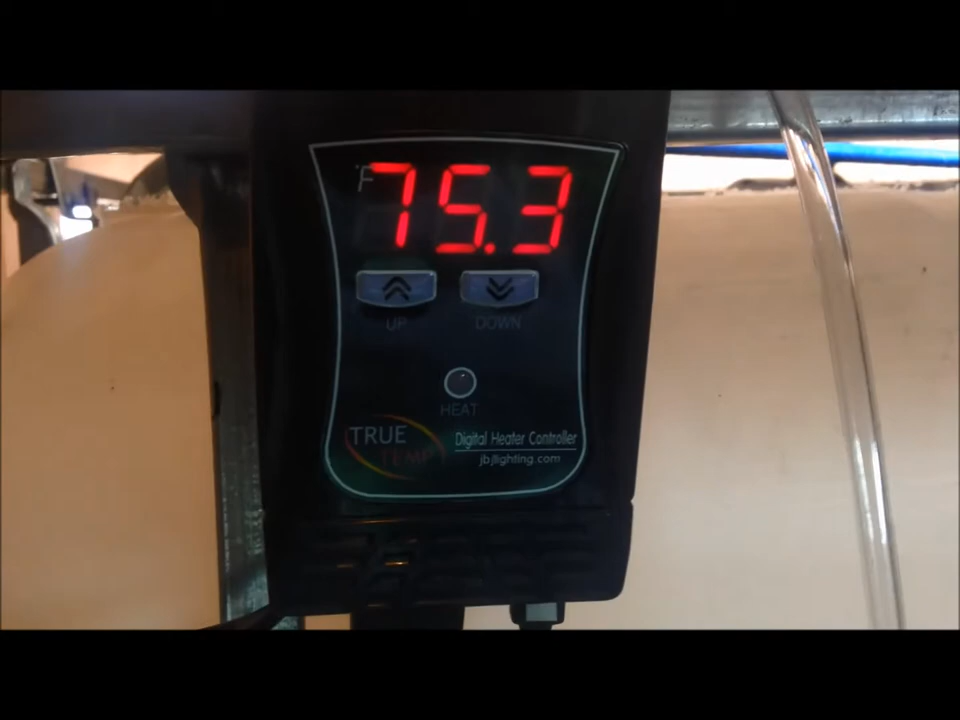 °F 75.3
UP DOWN
HEAT
TRUE TEMP
Digital Heater Controller
jbjlighting.com